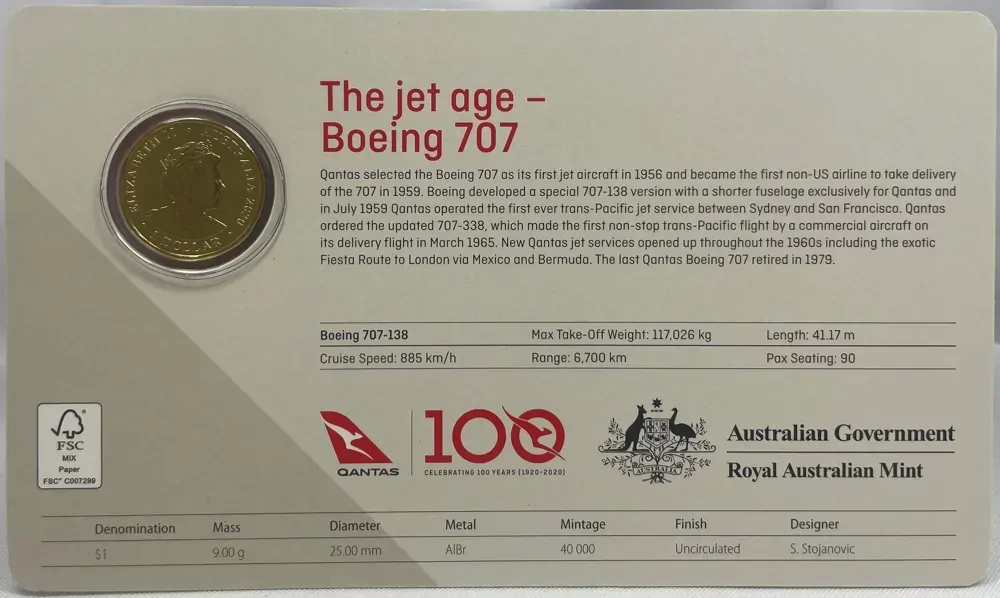 ELIZABETH II • AUSTRALIA 2020
1 DOLLAR
The jet age –
Boeing 707
Qantas selected the Boeing 707 as its first jet aircraft in 1956 and became the first non-US airline to take delivery
of the 707 in 1959. Boeing developed a special 707-138 version with a shorter fuselage exclusively for Qantas and
in July 1959 Qantas operated the first ever trans-Pacific jet service between Sydney and San Francisco. Qantas
ordered the updated 707-338, which made the first non-stop trans-Pacific flight by a commercial aircraft on
its delivery flight in March 1965. New Qantas jet services opened up throughout the 1960s including the exotic
Fiesta Route to London via Mexico and Bermuda. The last Qantas Boeing 707 retired in 1979.
Boeing 707-138 Max Take-Off Weight: 117,026 kg Length: 41.17 m
Cruise Speed: 885 km/h Range: 6,700 km Pax Seating: 90
FSC®
MIX
Paper
FSC® C007299
QANTAS
100
CELEBRATING 100 YEARS (1920-2020)
AUSTRALIA
Australian Government
Royal Australian Mint
Denomination Mass Diameter Metal Mintage Finish Designer
$1 9.00 g 25.00 mm AlBr 40 000 Uncirculated S. Stojanovic